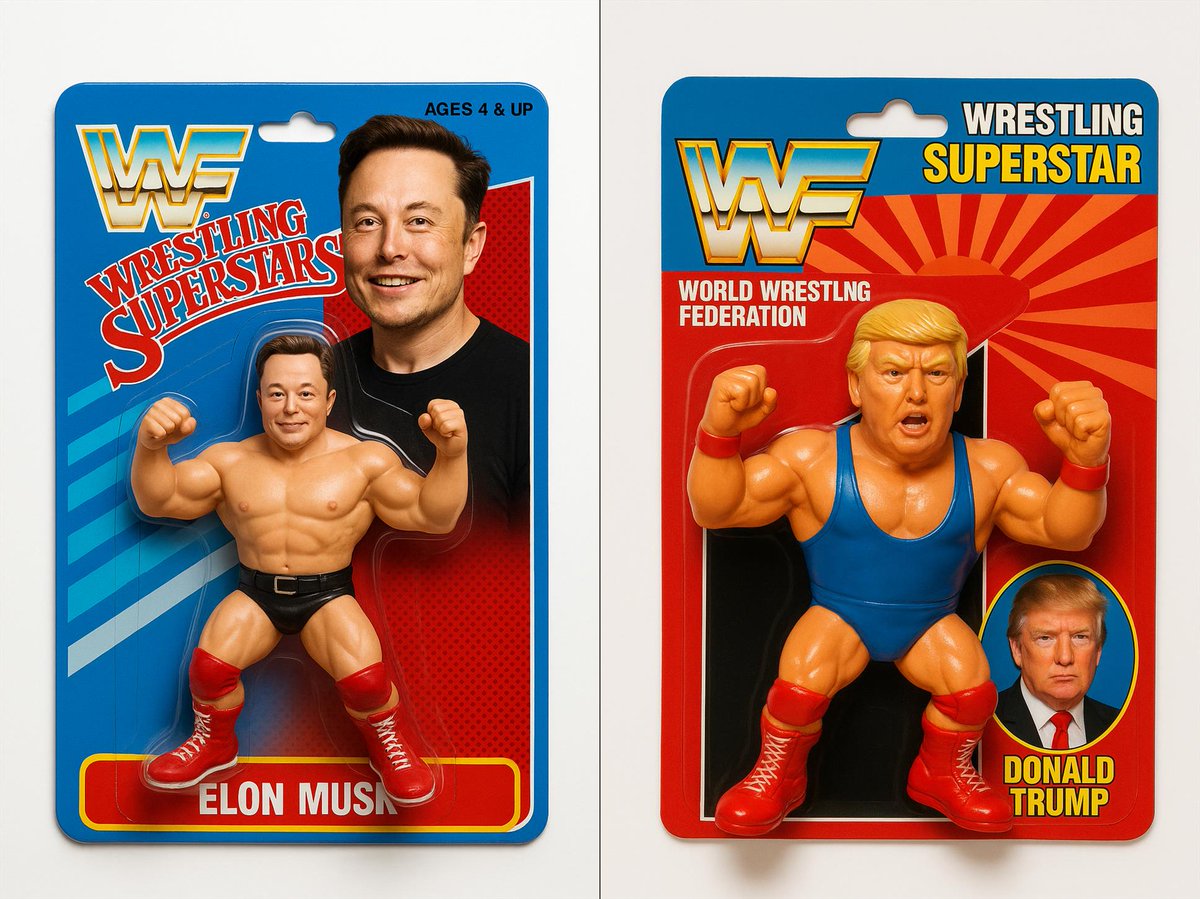 AGES 4 & UP
WF
WRESTLING
SUPERSTARS
ELON MUSK
WRESTLING
SUPERSTAR
WF
WORLD WRESTLNG
FEDERATION
DONALD
TRUMP